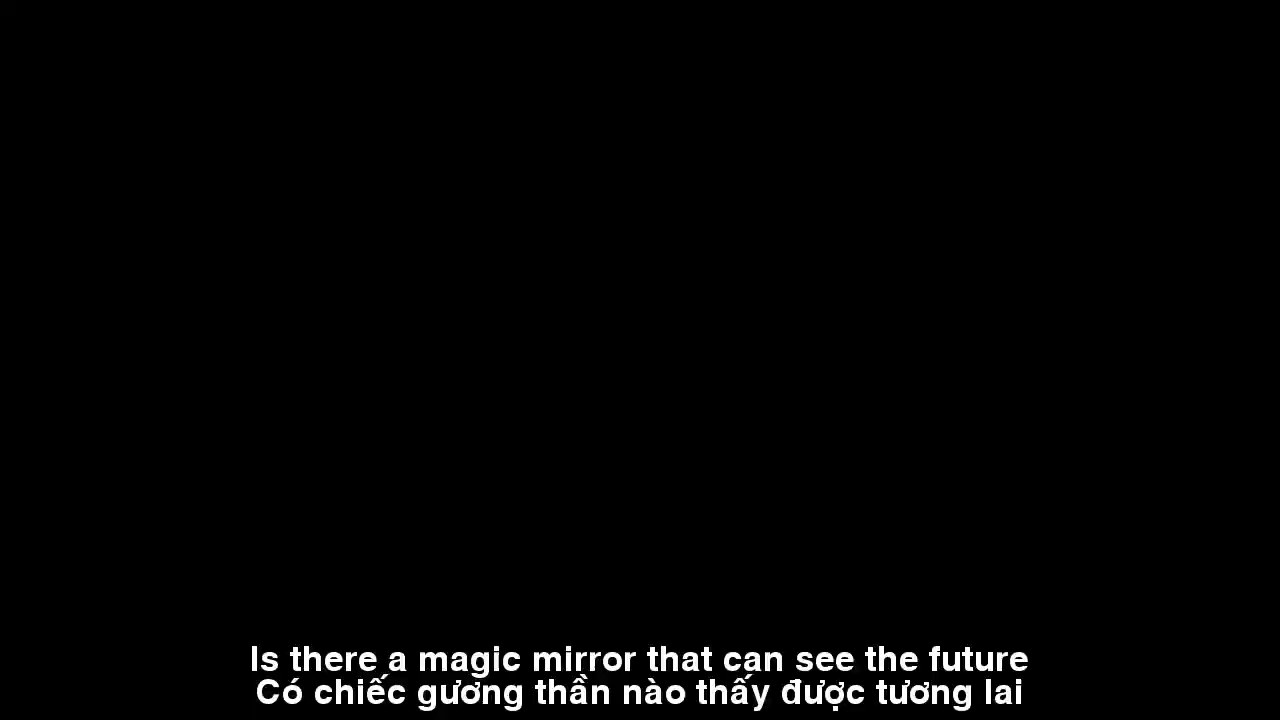 Is there a magic mirror that can see the future
Có chiếc gương thần nào thấy được tương lai